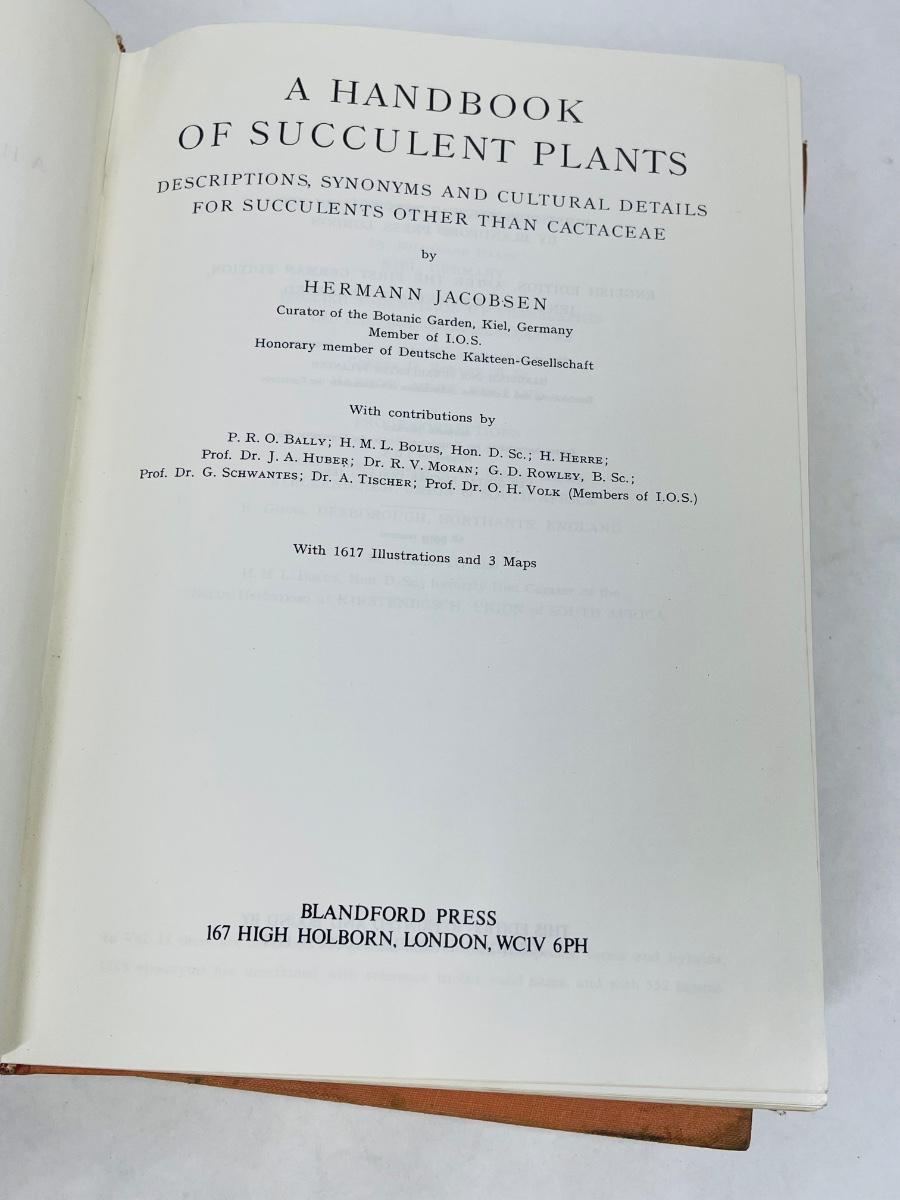 A HANDBOOK
OF SUCCULENT PLANTS
DESCRIPTIONS, SYNONYMS AND CULTURAL DETAILS
FOR SUCCULENTS OTHER THAN CACTACEAE
by
HERMANN JACOBSEN
Curator of the Botanic Garden, Kiel, Germany
Member of I.O.S.
Honorary member of Deutsche Kakteen-Gesellschaft
With contributions by
P. R. O. BALLY; H. M. L. BOLUS, Hon. D. Sc.; H. HERRE;
Prof. Dr. J. A. HUBER; Dr. R. V. MORAN; G. D. ROWLEY, B. Sc.;
Prof. Dr. G. SCHWANTES; Dr. A. TISCHER; Prof. Dr. O. H. VOLK (Members of I.O.S.)
With 1617 Illustrations and 3 Maps
BLANDFORD PRESS
167 HIGH HOLBORN, LONDON, WC1V 6PH